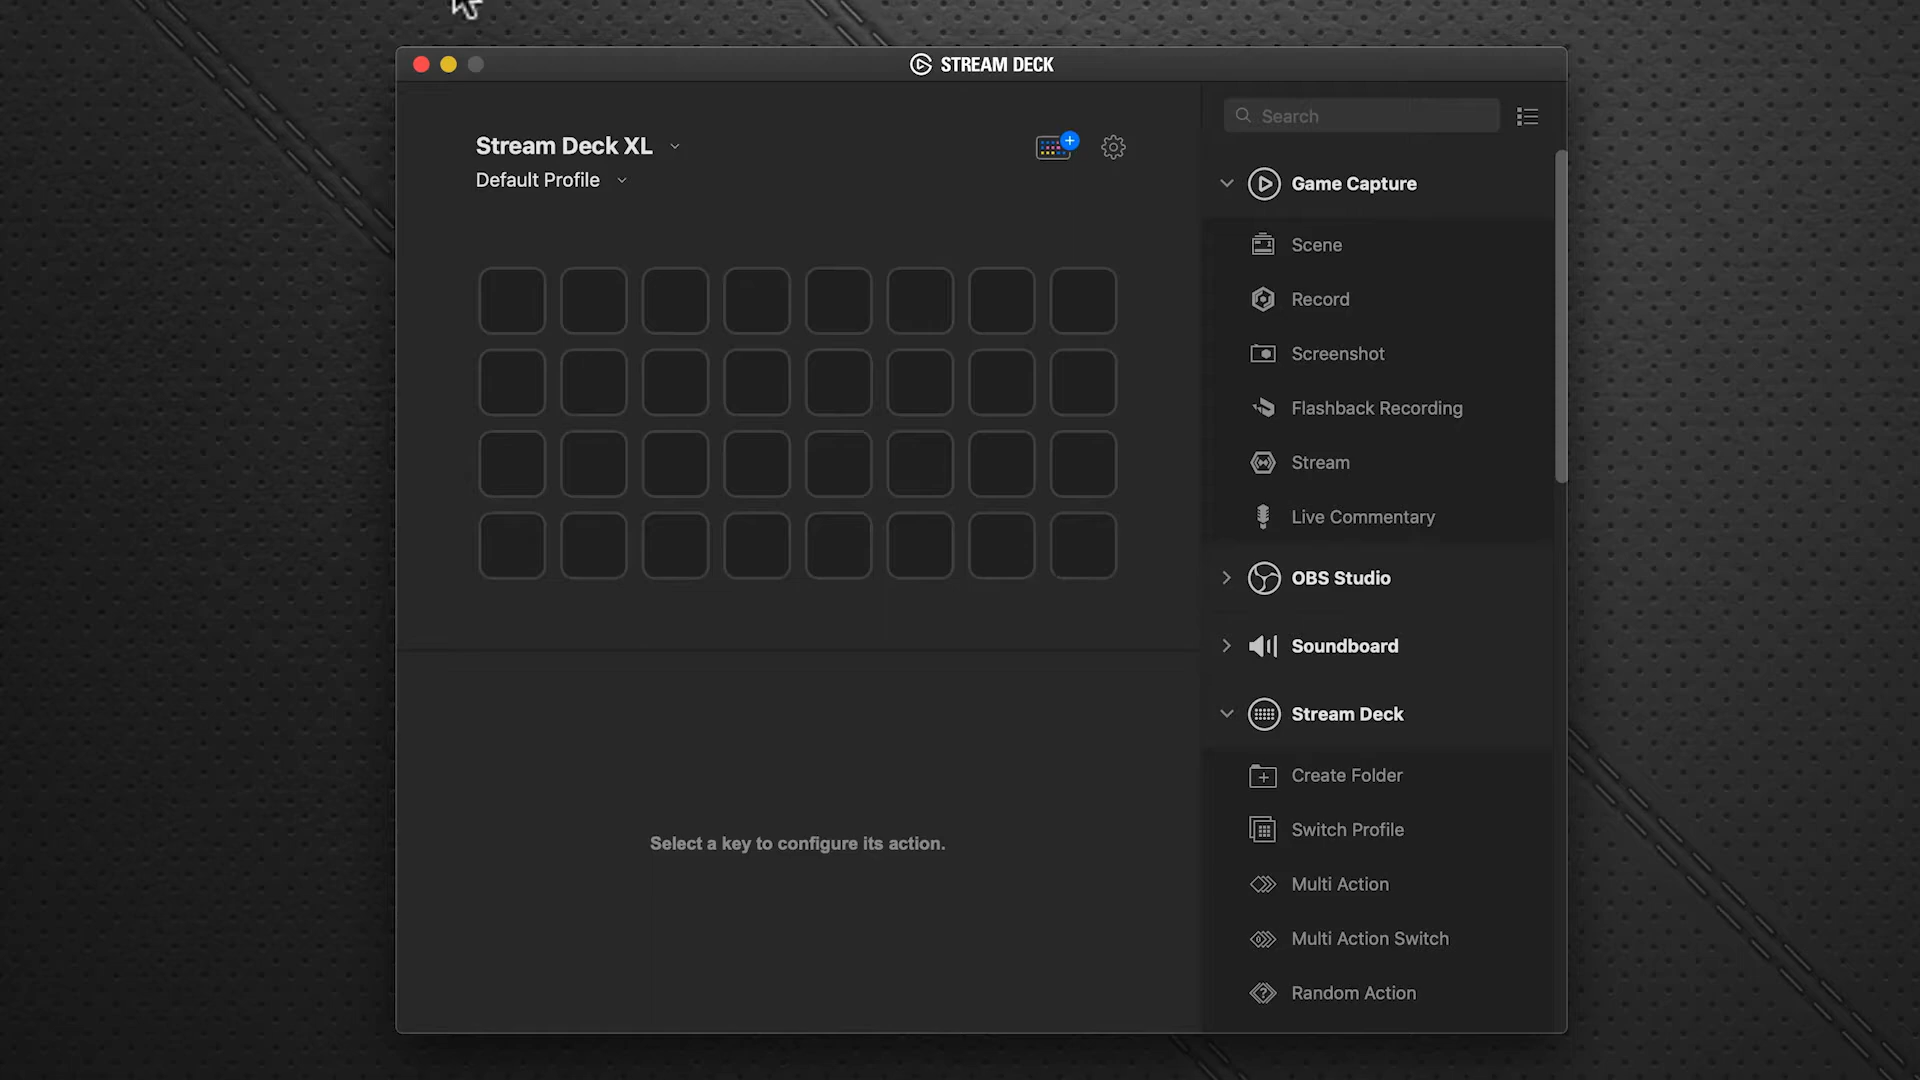 STREAM DECK
Stream Deck XL
Default Profile
Search
Game Capture
Scene
Record
Screenshot
Flashback Recording
Stream
Live Commentary
OBS Studio
Soundboard
Stream Deck
Create Folder
Switch Profile
Multi Action
Multi Action Switch
Random Action
Select a key to configure its action.